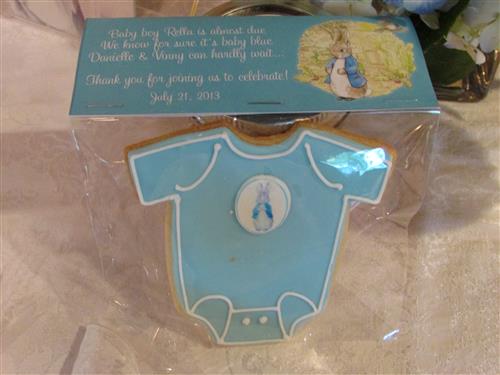 Baby boy Rella is almost due
We know for sure it's baby blue
Danielle & Vinny can hardly wait...
Thank you for joining us to celebrate!
July 21, 2013